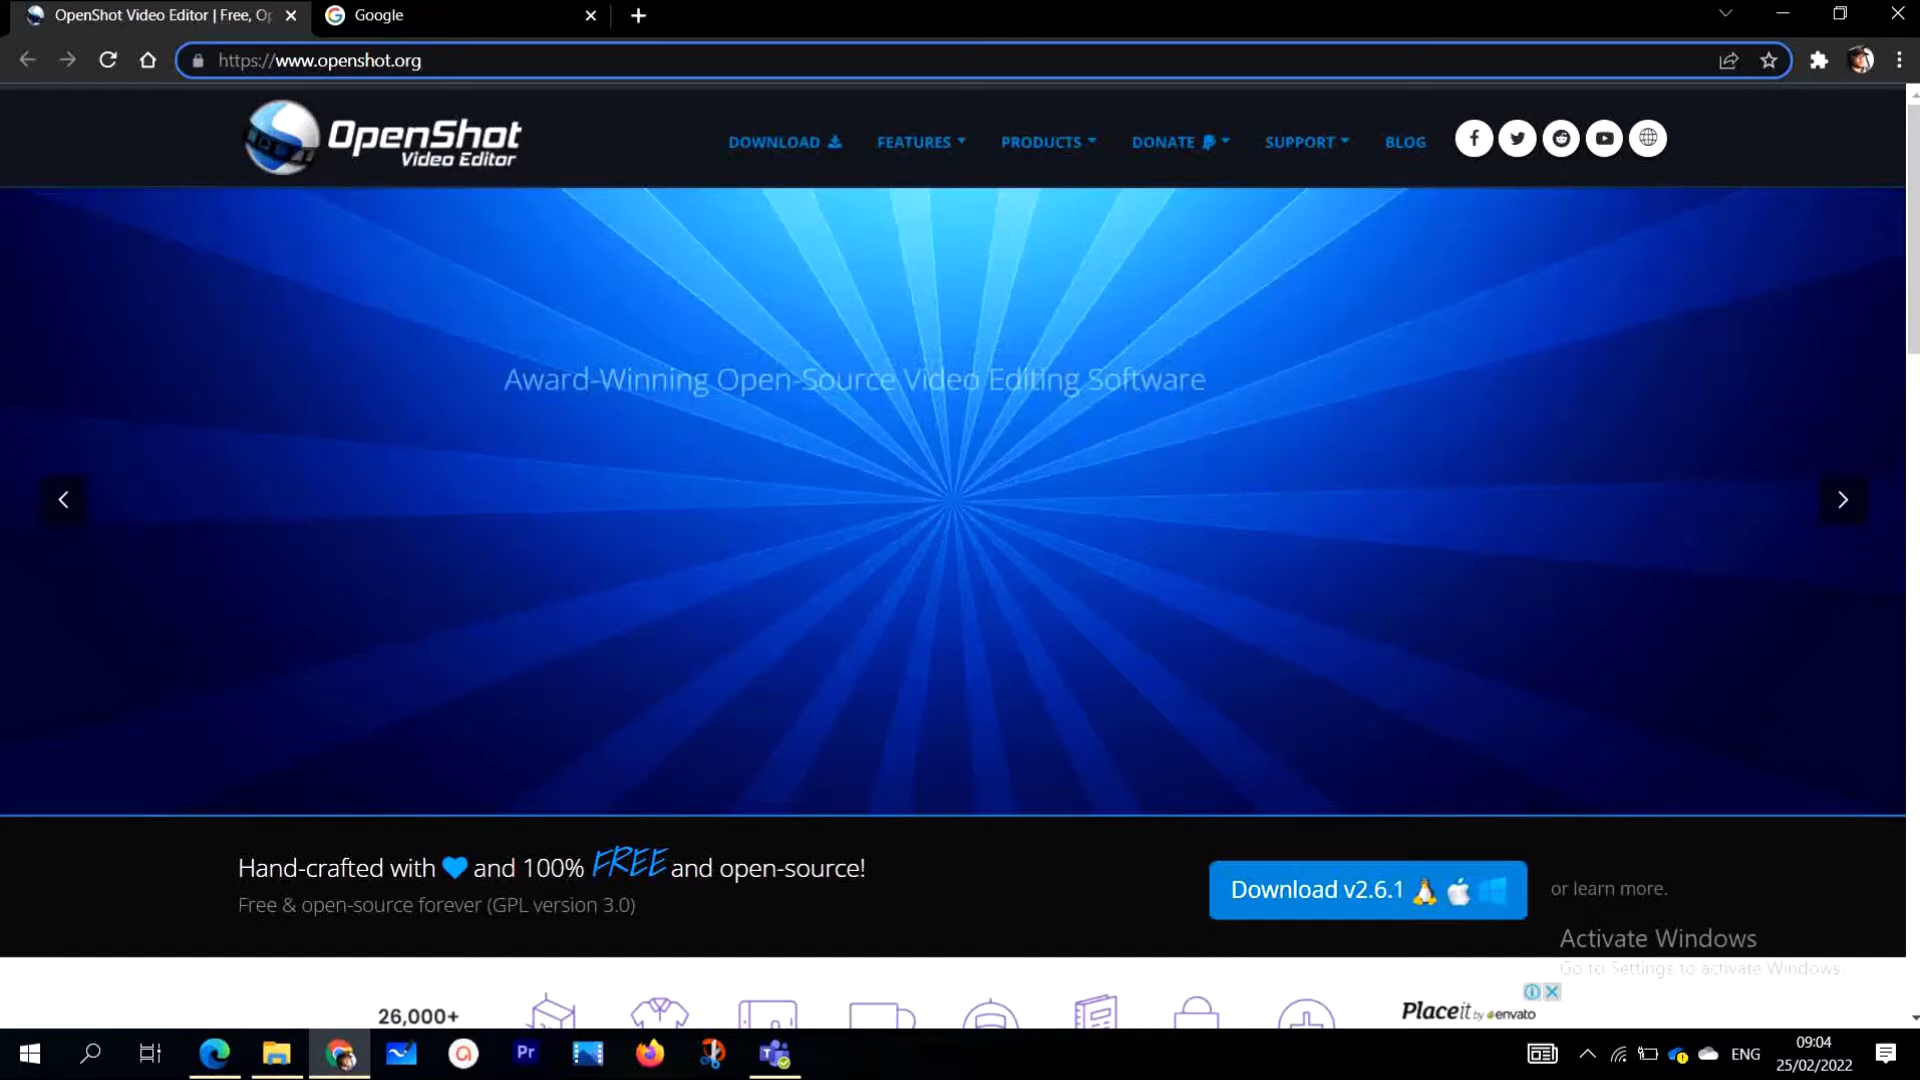 OpenShot Video Editor | Free, Op
Google
https://www.openshot.org
OpenShot
Video Editor
DOWNLOAD
FEATURES
PRODUCTS
DONATE
SUPPORT
BLOG
Award-Winning Open-Source Video Editing Software
Hand-crafted with and 100% FREE and open-source!
Free & open-source forever (GPL version 3.0)
Download v2.6.1
or learn more.
Activate Windows
Go to Settings to activate Windows.
26,000+
Placeit by envato
Pr
ENG
09:04
25/02/2022